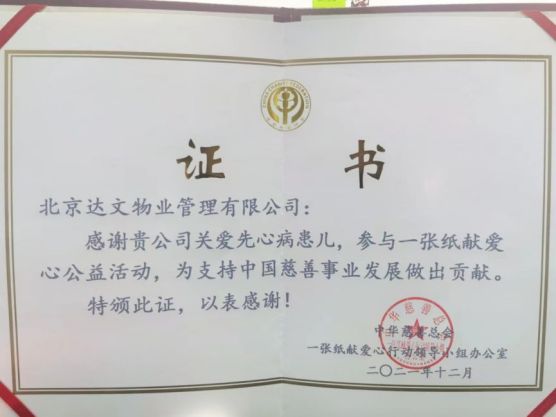 证书
北京达文物业管理有限公司：
感谢贵公司关爱先心病患儿，参与一张纸献爱
心公益活动，为支持中国慈善事业发展做出贡献。
特颁此证，以表感谢！
中华慈善总会
一张纸献爱心行动领导小组办公室
二〇二一年十二月